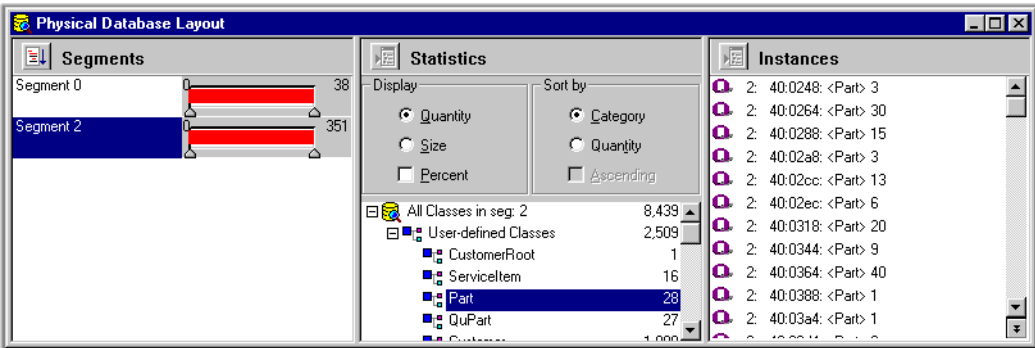 Physical Database Layout
Segments
Segment 0 0 38
Segment 2 0 351
Statistics
Display
Quantity
Size
Percent
Sort by
Category
Quantity
Ascending
All Classes in seg: 2 8,439
User-defined Classes 2,509
CustomerRoot 1
ServiceItem 16
Part 28
QuPart 27
Customer
Instances
2: 40:0248: <Part> 3
2: 40:0264: <Part> 30
2: 40:0288: <Part> 15
2: 40:02a8: <Part> 3
2: 40:02cc: <Part> 13
2: 40:02ec: <Part> 6
2: 40:0318: <Part> 20
2: 40:0344: <Part> 9
2: 40:0364: <Part> 40
2: 40:0388: <Part> 1
2: 40:03a4: <Part> 1